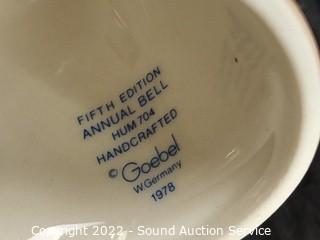 FIFTH EDITION
ANNUAL BELL
HUM 704
HANDCRAFTED
© Goebel
W. Germany
1978
Copyright 2022 - Sound Auction Service